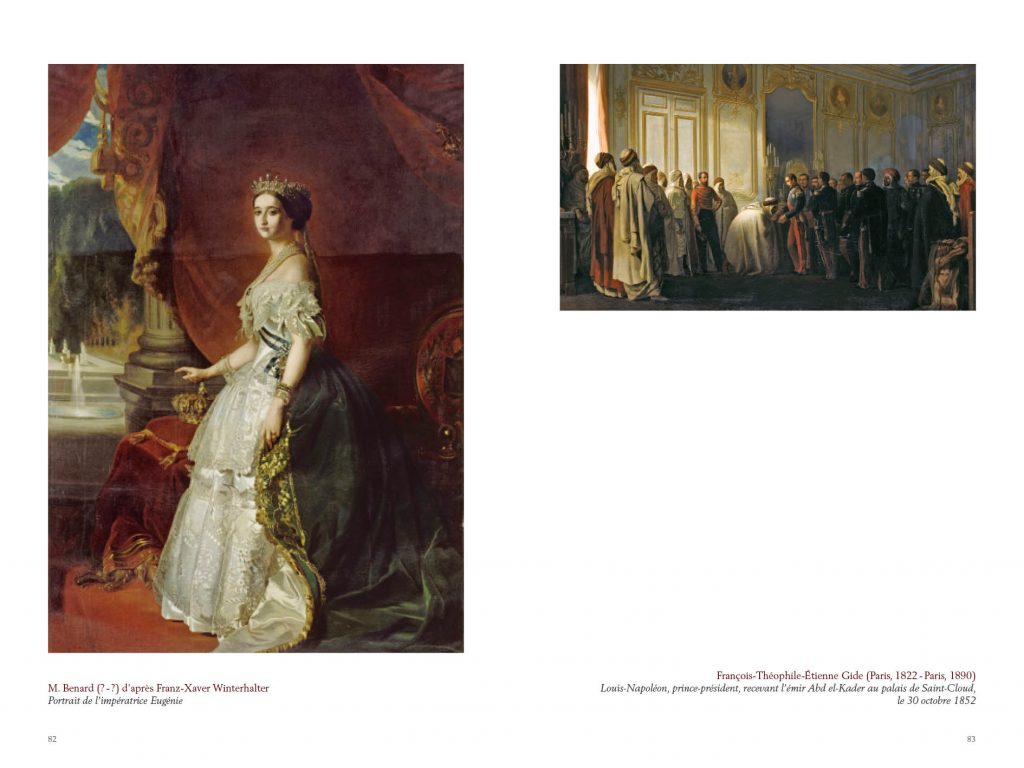 M. Benard (? - ?) d'après Franz-Xaver Winterhalter
Portrait de l'impératrice Eugénie
82
François-Théophile-Étienne Gide (Paris, 1822 - Paris, 1890)
Louis-Napoléon, prince-président, recevant l'émir Abd el-Kader au palais de Saint-Cloud,
le 30 octobre 1852
83